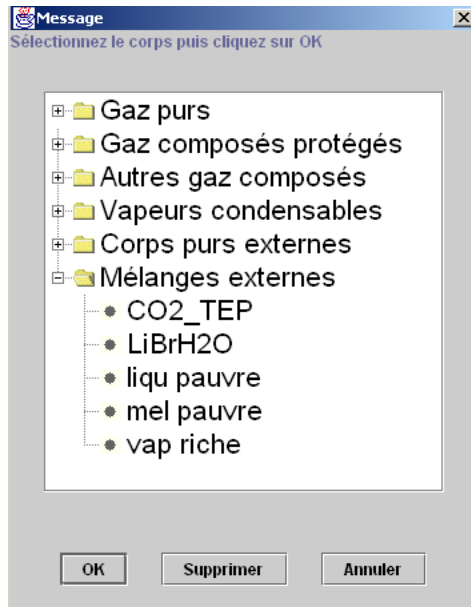 Message
Sélectionnez le corps puis cliquez sur OK
Gaz purs
Gaz composés protégés
Autres gaz composés
Vapeurs condensables
Corps purs externes
Mélanges externes
CO2_TEP
LiBrH2O
liqu pauvre
mel pauvre
vap riche
OK Supprimer Annuler